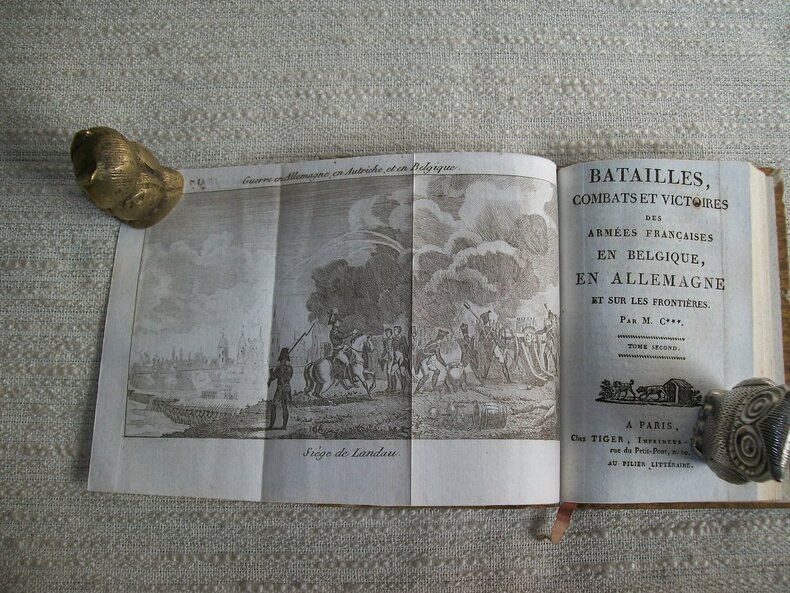 Guerre en Allemagne, en Autriche, et en Belgique.
Siège de Landau.
BATAILLES,
COMBATS ET VICTOIRES
DES
ARMÉES FRANÇAISES
EN BELGIQUE,
EN ALLEMAGNE
ET SUR LES FRONTIÈRES.
PAR M. C***.
TOME SECOND.
A PARIS,
Chez TIGER, IMPRIMEUR-
rue du Petit-Pont, n. 10.
AU PILIER LITTÉRAIRE.